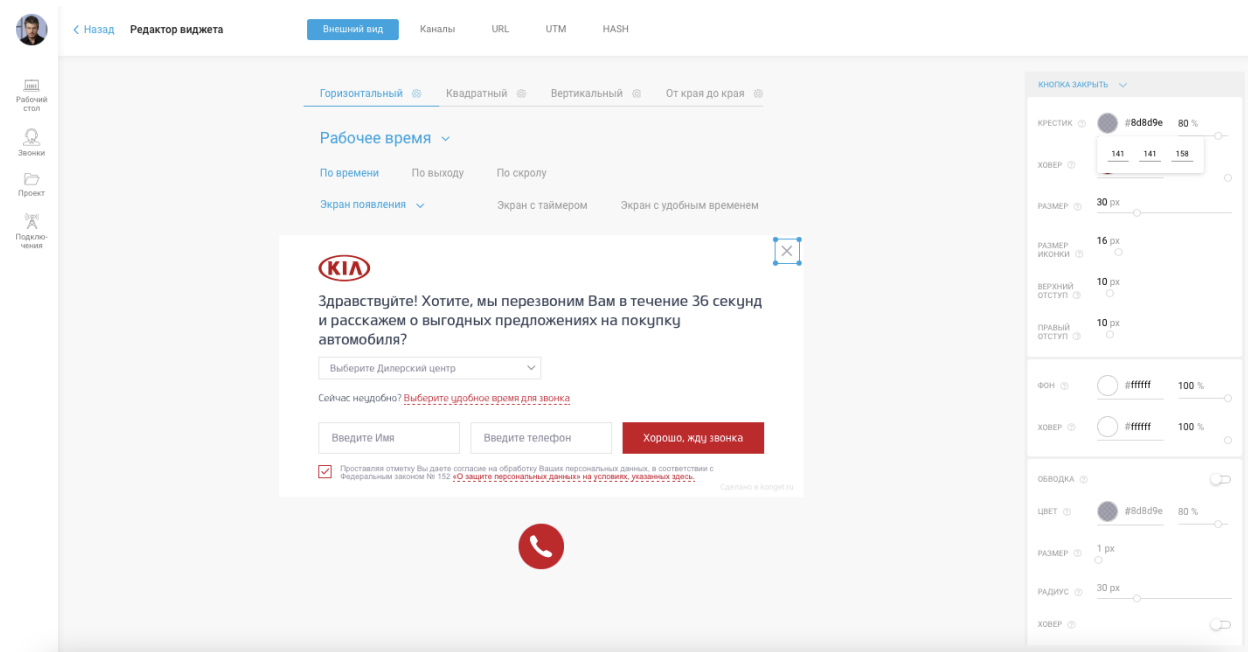 Назад Редактор виджета Внешний вид Каналы URL UTM HASH
Рабочий
стол
Звонки
Проект
Подклю-
чения
Горизонтальный Квадратный Вертикальный От края до края
Рабочее время
По времени По выходу По скролу
Экран появления Экран с таймером Экран с удобным временем
KIA
Здравствуйте! Хотите, мы перезвоним Вам в течение 36 секунд
и расскажем о выгодных предложениях на покупку
автомобиля?
Выберите Дилерский центр
Сейчас неудобно? Выберите удобное время для звонка
Введите Имя Введите телефон Хорошо, жду звонка
Проставляя отметку Вы даете согласие на обработку Ваших персональных данных, в соответствии с
Федеральным законом № 152 «О защите персональных данных» на условиях, указанных здесь.
Сделано в konget.ru
КНОПКА ЗАКРЫТЬ
КРЕСТИК #8d8d9e 80 %
141 141 158
ХОВЕР
РАЗМЕР 30 px
РАЗМЕР
ИКОНКИ 16 px
ВЕРХНИЙ
ОТСТУП 10 px
ПРАВЫЙ
ОТСТУП 10 px
ФОН #ffffff 100 %
ХОВЕР #ffffff 100 %
ОБВОДКА
ЦВЕТ #8d8d9e 80 %
РАЗМЕР 1 px
РАДИУС 30 px
ХОВЕР